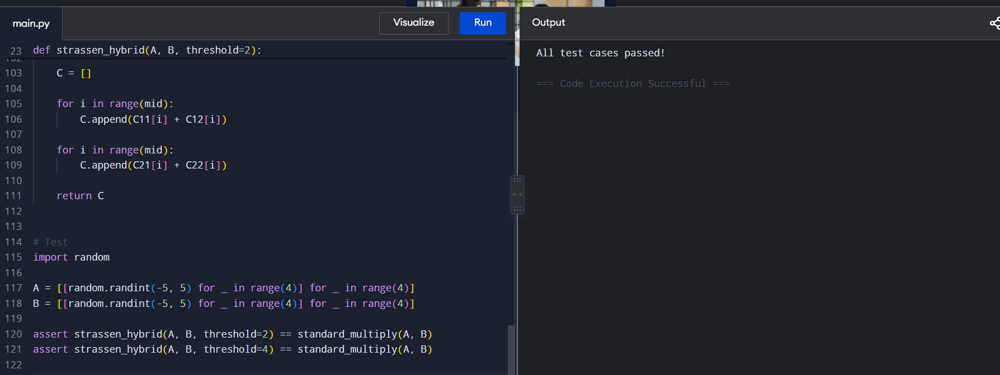 main.py
Visualize
Run
Output
23 def strassen_hybrid(A, B, threshold=2):
102
103 C = []
104
105 for i in range(mid):
106 C.append(C11[i] + C12[i])
107
108 for i in range(mid):
109 C.append(C21[i] + C22[i])
110
111 return C
112
113
114 # Test
115 import random
116
117 A = [[random.randint(-5, 5) for _ in range(4)] for _ in range(4)]
118 B = [[random.randint(-5, 5) for _ in range(4)] for _ in range(4)]
119
120 assert strassen_hybrid(A, B, threshold=2) == standard_multiply(A, B)
121 assert strassen_hybrid(A, B, threshold=4) == standard_multiply(A, B)
122
All test cases passed!
=== Code Execution Successful ===